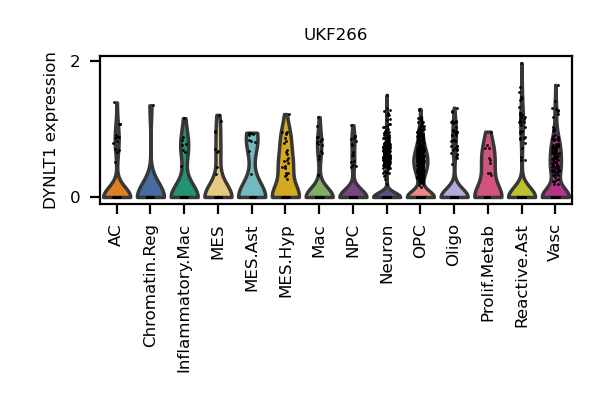 UKF266
DYNLT1 expression
2
0
AC
Chromatin.Reg
Inflammatory.Mac
MES
MES.Ast
MES.Hyp
Mac
NPC
Neuron
OPC
Oligo
Prolif.Metab
Reactive.Ast
Vasc